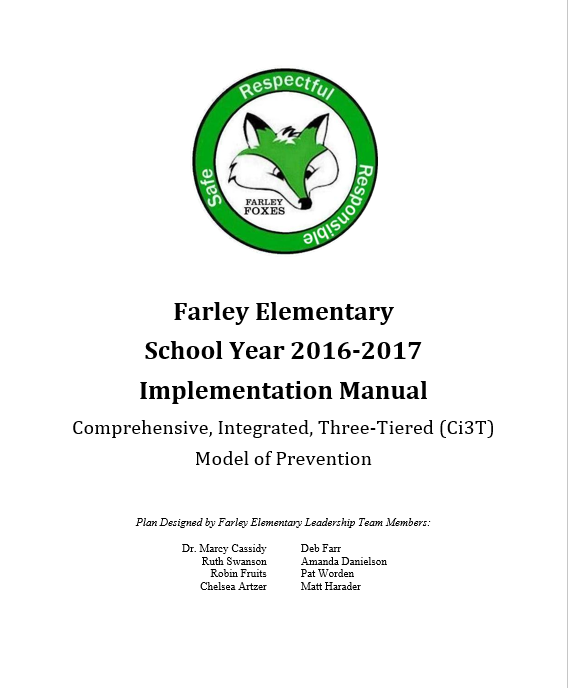 Respectful
Safe
Responsible
FARLEY
FOXES
Farley Elementary
School Year 2016-2017
Implementation Manual
Comprehensive, Integrated, Three-Tiered (Ci3T)
Model of Prevention
Plan Designed by Farley Elementary Leadership Team Members:
Dr. Marcy Cassidy Deb Farr
Ruth Swanson Amanda Danielson
Robin Fruits Pat Worden
Chelsea Artzer Matt Harader